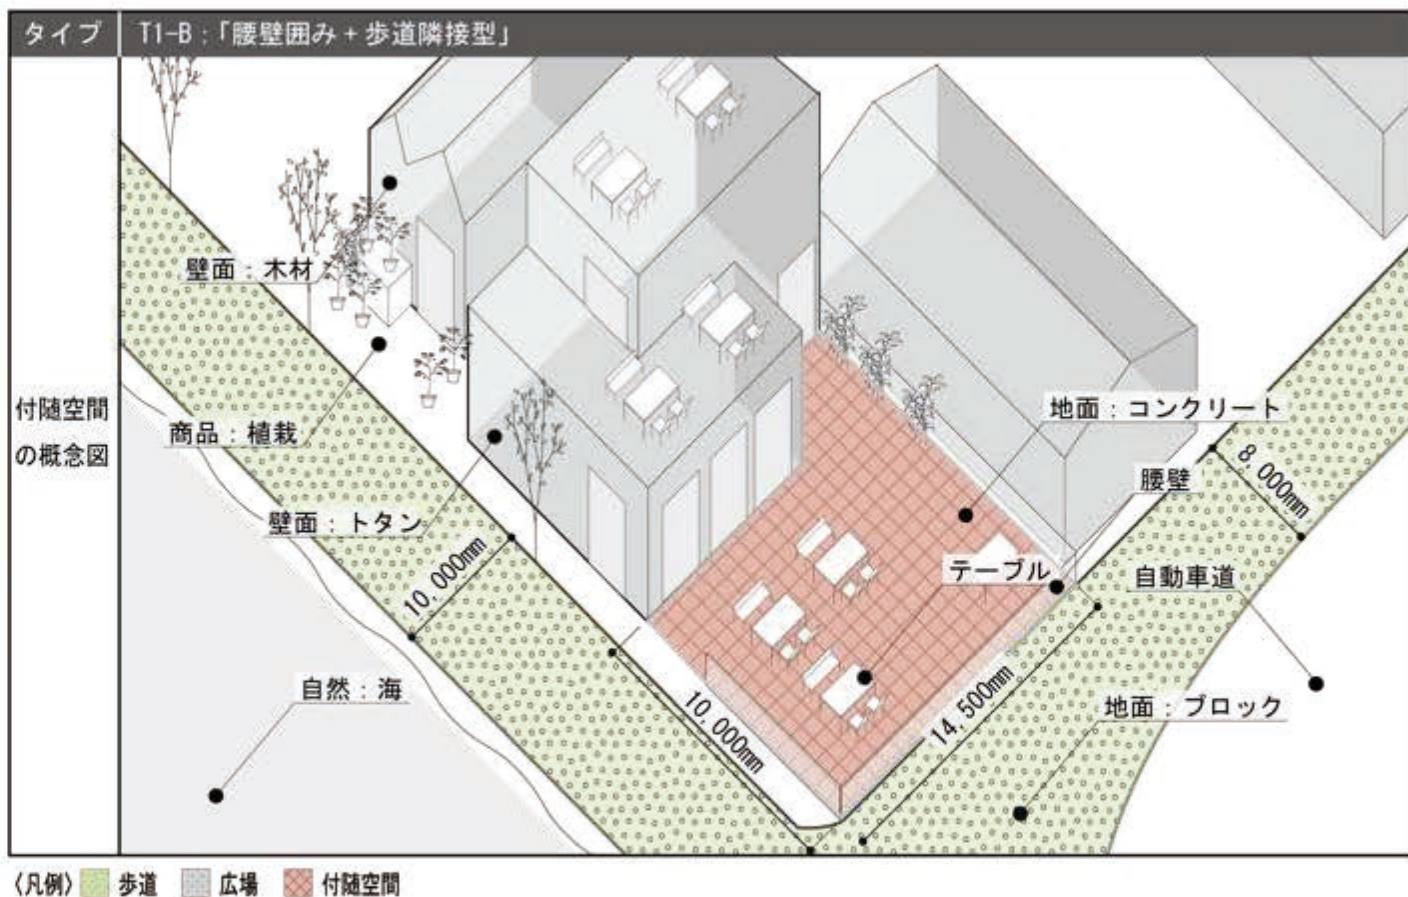 タイプ
T1-B:「腰壁囲み + 歩道隣接型」
付随空間
の概念図
壁面：木材
商品：植栽
壁面：トタン
10,000mm
自然：海
10,000mm
14,500mm
テーブル
地面：コンクリート
腰壁
8,000mm
自動車道
地面：ブロック
〈凡例〉 歩道 広場 付随空間